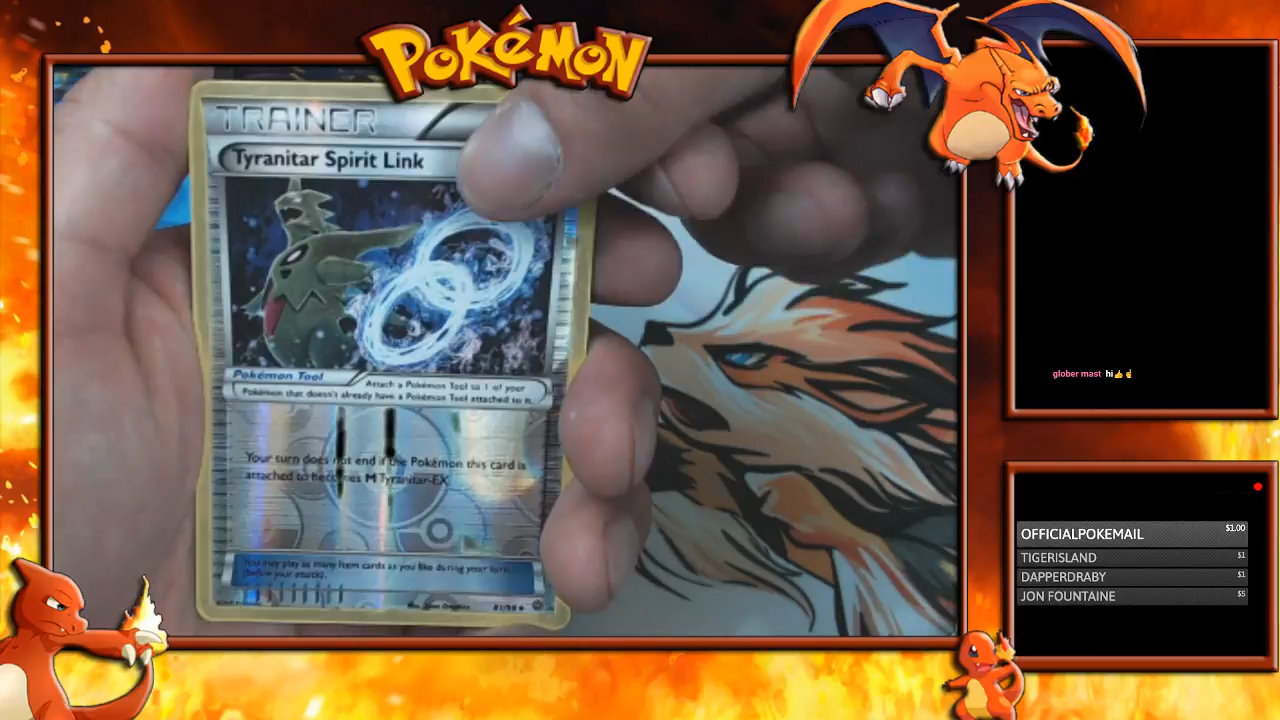 POKéMON
TRAINER
Tyranitar Spirit Link
Pokémon Tool
Attach a Pokémon Tool to 1 of your
Pokémon that doesn't already have a Pokémon Tool attached to it.
Your turn does not end if the Pokémon this card is
attached to becomes M Tyranitar-EX.
You may play as many Item cards as you like during your turn
(before your attack).
81/98
glober mast hi👍☝
OFFICIALPOKEMAIL $1.00
TIGERISLAND $1
DAPPERDRABY $1
JON FOUNTAINE $5